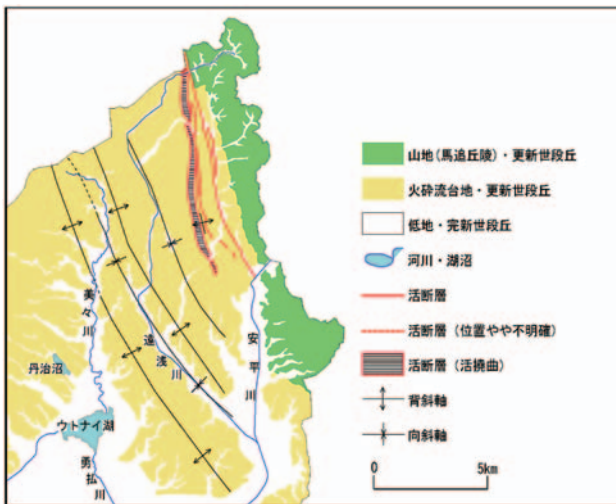 山地(馬追丘陵)・更新世段丘
火砕流台地・更新世段丘
低地・完新世段丘
河川・湖沼
活断層
活断層(位置やや不明確)
活断層(活撓曲)
背斜軸
向斜軸
0 5km
美々川
遠浅川
安平川
丹治沼
ウトナイ湖
勇払川